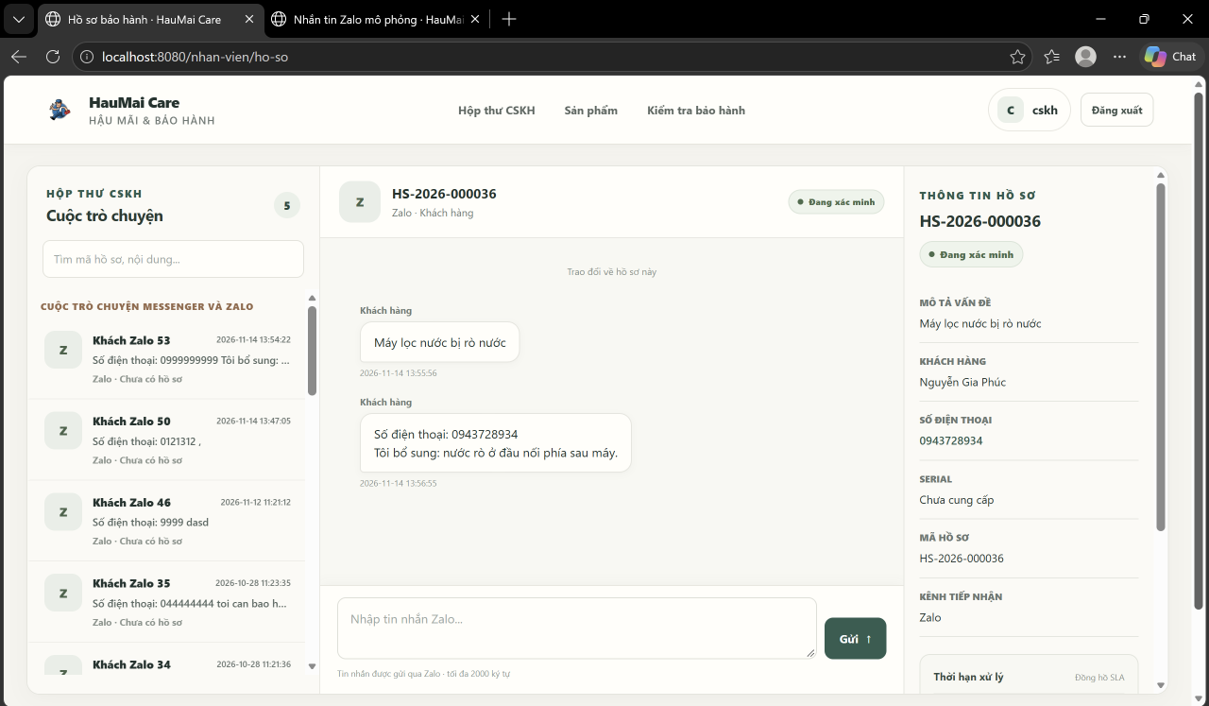 Hồ sơ bảo hành · HauMai Care
Nhắn tin Zalo mô phỏng · HauMai
localhost:8080/nhan-vien/ho-so
Chat
HauMai Care
HẬU MÃI & BẢO HÀNH
Hộp thư CSKH
Sản phẩm
Kiểm tra bảo hành
C
cskh
Đăng xuất
HỘP THƯ CSKH
Cuộc trò chuyện
5
Tìm mã hồ sơ, nội dung...
CUỘC TRÒ CHUYỆN MESSENGER VÀ ZALO
Z
Khách Zalo 53
2026-11-14 13:54:22
Số điện thoại: 0999999999 Tôi bổ sung: ...
Zalo · Chưa có hồ sơ
Z
Khách Zalo 50
2026-11-14 13:47:05
Số điện thoại: 0121312 ,
Zalo · Chưa có hồ sơ
Z
Khách Zalo 46
2026-11-12 11:21:12
Số điện thoại: 9999 dasd
Zalo · Chưa có hồ sơ
Z
Khách Zalo 35
2026-10-28 11:23:35
Số điện thoại: 044444444 toi can bao h...
Zalo · Chưa có hồ sơ
Z
Khách Zalo 34
2026-10-28 11:21:36
Z
HS-2026-000036
Zalo · Khách hàng
Đang xác minh
Trao đổi về hồ sơ này
Khách hàng
Máy lọc nước bị rò nước
2026-11-14 13:55:56
Khách hàng
Số điện thoại: 0943728934
Tôi bổ sung: nước rò ở đầu nối phía sau máy.
2026-11-14 13:56:55
Nhập tin nhắn Zalo...
Gửi ↑
Tin nhắn được gửi qua Zalo · tối đa 2000 ký tự
THÔNG TIN HỒ SƠ
HS-2026-000036
Đang xác minh
MÔ TẢ VẤN ĐỀ
Máy lọc nước bị rò nước
KHÁCH HÀNG
Nguyễn Gia Phúc
SỐ ĐIỆN THOẠI
0943728934
SERIAL
Chưa cung cấp
MÃ HỒ SƠ
HS-2026-000036
KÊNH TIẾP NHẬN
Zalo
Thời hạn xử lý
Đồng hồ SLA